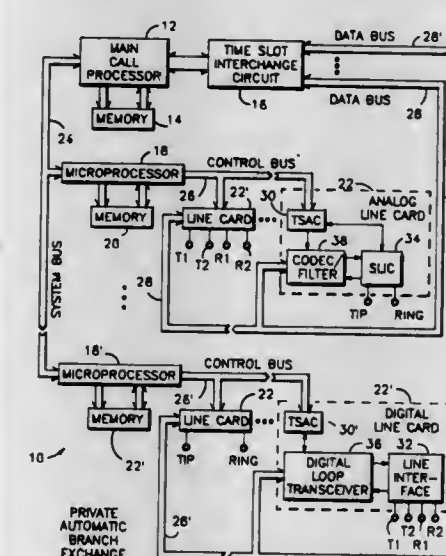 12
DATA BUS
28'
MAIN CALL PROCESSOR
TIME SLOT INTERCHANGE CIRCUIT
16
DATA BUS
28
MEMORY
14
24
18
MICROPROCESSOR
CONTROL BUS
26
22'
22
ANALOG LINE CARD
MEMORY
20
LINE CARD
30
TSAC
38
34
CODEC/FILTER
SLIC
T1
T2
R1
R2
28
TIP
RING
SYSTEM BUS
18'
MICROPROCESSOR
CONTROL BUS
26'
22
22'
DIGITAL LINE CARD
MEMORY
22'
LINE CARD
TSAC
30'
10
TIP
RING
36
32
DIGITAL LOOP TRANSCEIVER
LINE INTER-FACE
28'
T1
T2
R1
R2
PRIVATE
AUTOMATIC
BRANCH
EXCHANGE